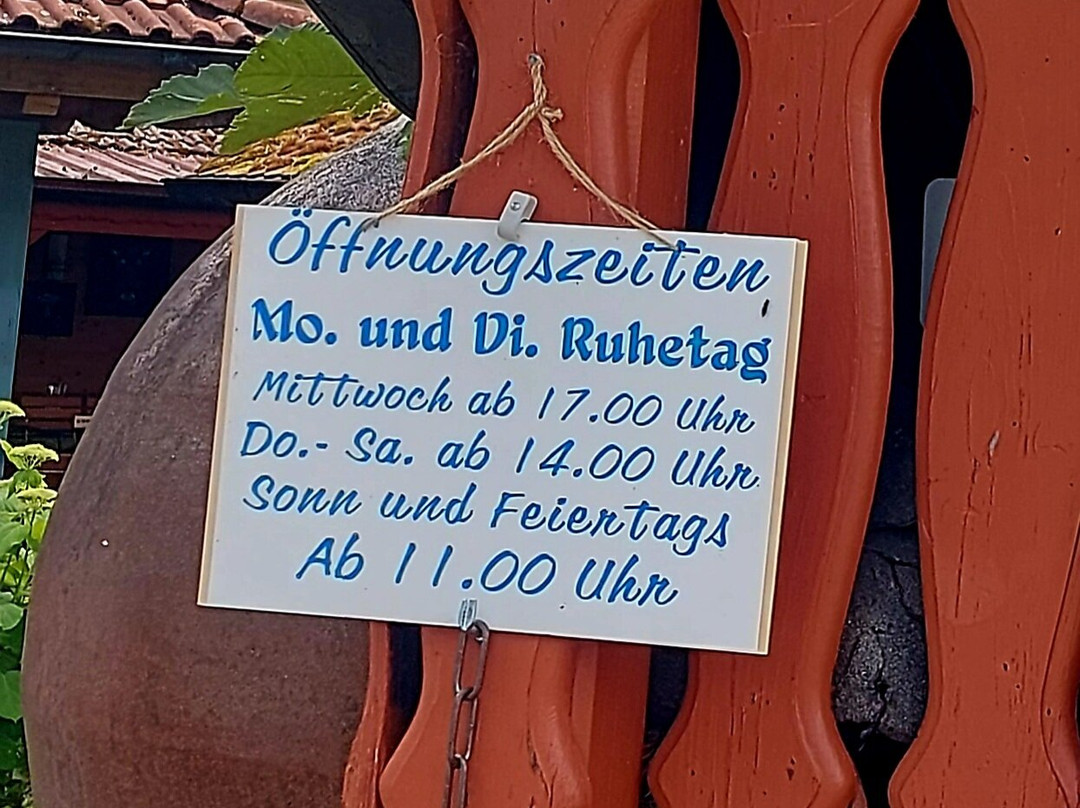 Öffnungszeiten
Mo. und Di. Ruhetag
Mittwoch ab 17.00 Uhr
Do.- Sa. ab 14.00 Uhr
Sonn und Feiertags
Ab 11.00 Uhr